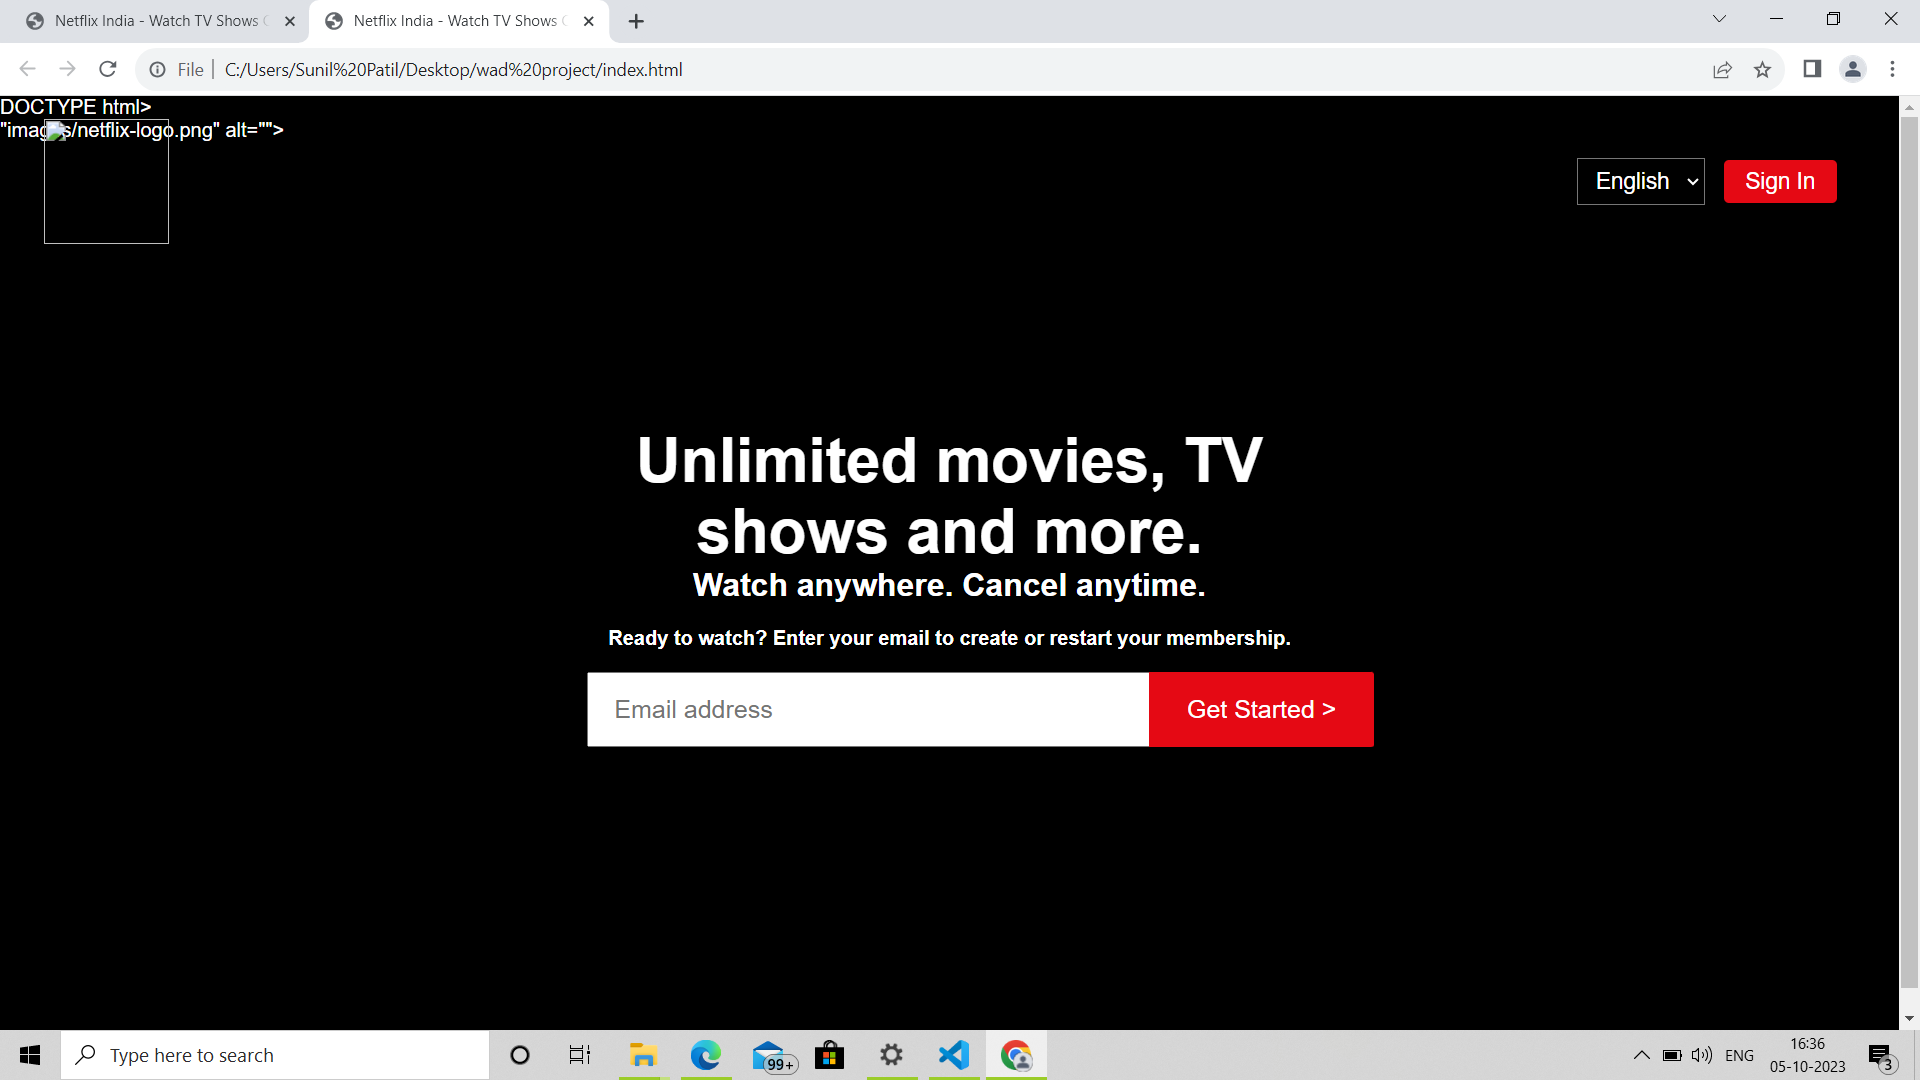 Netflix India - Watch TV Shows
Netflix India - Watch TV Shows
File
C:/Users/Sunil%20Patil/Desktop/wad%20project/index.html
DOCTYPE html>
"images/netflix-logo.png" alt="">
English
Sign In
Unlimited movies, TV
shows and more.
Watch anywhere. Cancel anytime.
Ready to watch? Enter your email to create or restart your membership.
Email address
Get Started >
Type here to search
99+
ENG
16:36
05-10-2023
3